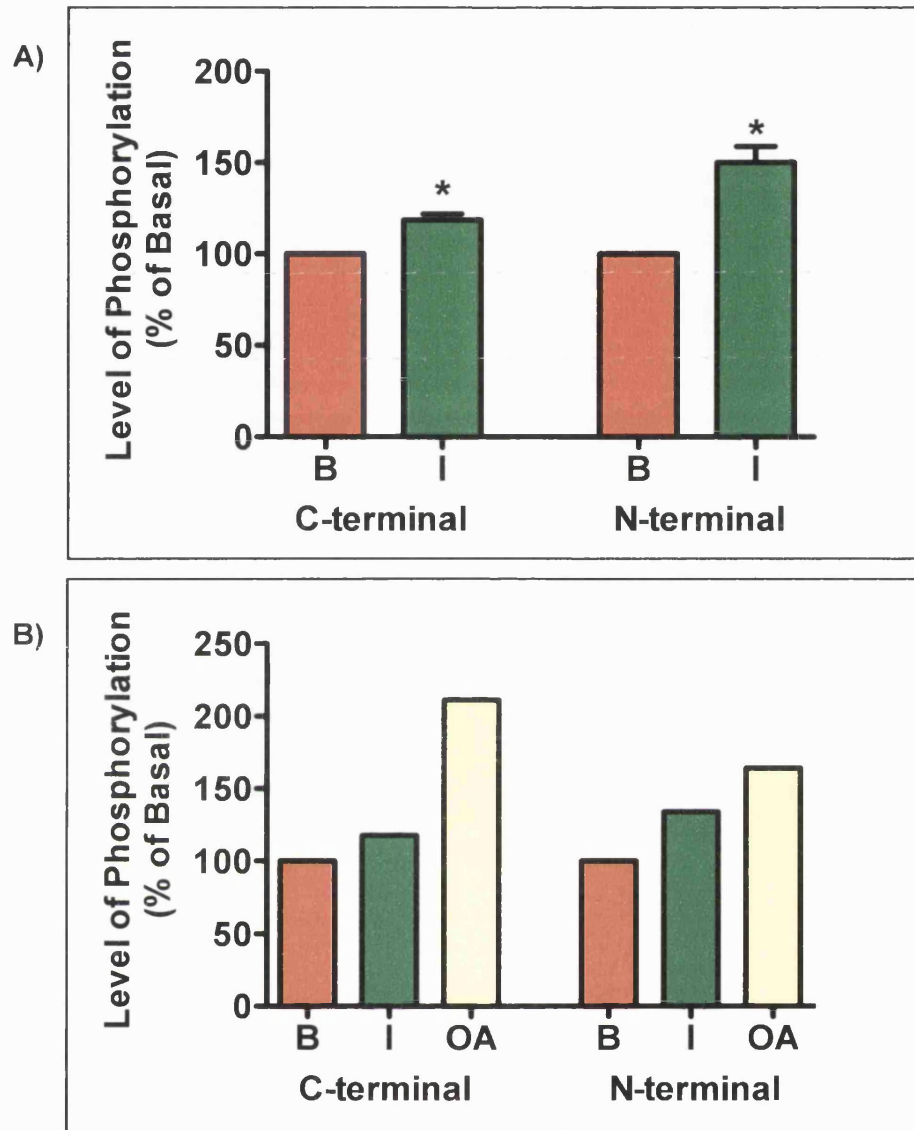 A)
Level of Phosphorylation
(% of Basal)
200
150
100
50
0
*
*
B
I
B
I
C-terminal
N-terminal
B)
Level of Phosphorylation
(% of Basal)
250
200
150
100
50
0
B
I
OA
B
I
OA
C-terminal
N-terminal